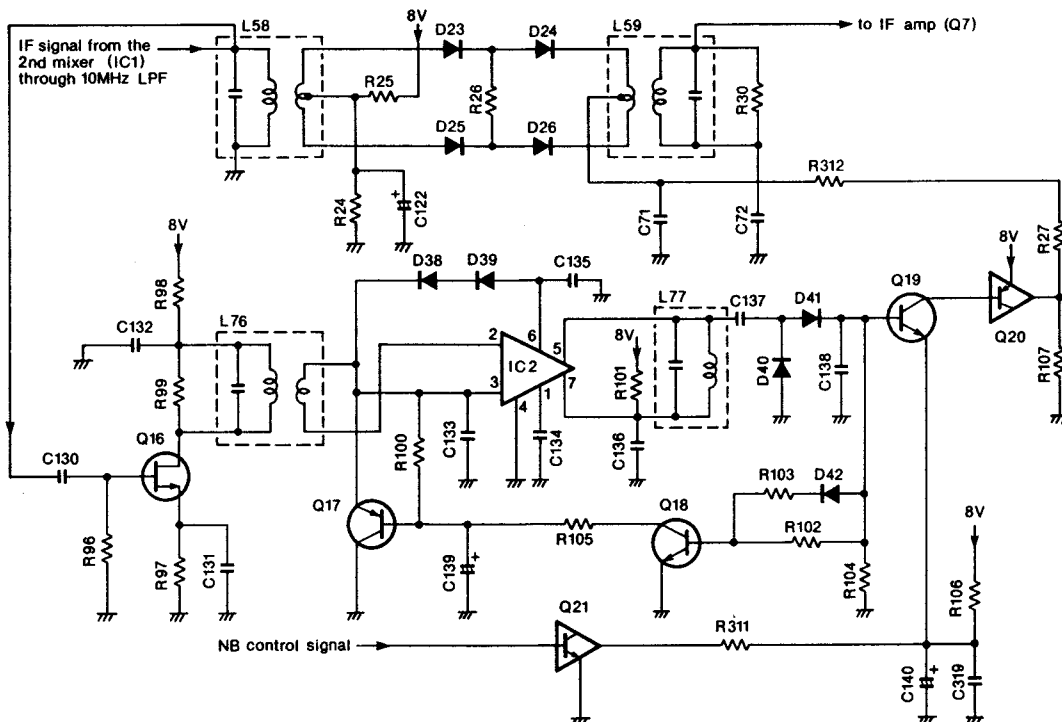 L58
8V
D23
D24
L59
to IF amp (Q7)
IF signal from the
2nd mixer (IC1)
through 10MHz LPF
R25
R26
R30
D25
D26
R312
R24
C122
C71
C72
R27
8V
8V
R98
D38
D39
C135
Q19
C132
L76
L77
C137
D41
Q20
2
6
5
IC2
8V
R101
D40
C138
R107
R99
3
7
1
4
Q16
C130
R100
C133
C134
C136
R103
D42
Q17
Q18
8V
R96
R97
C131
C139
R105
R102
R104
R106
Q21
R311
NB control signal
C140
C319